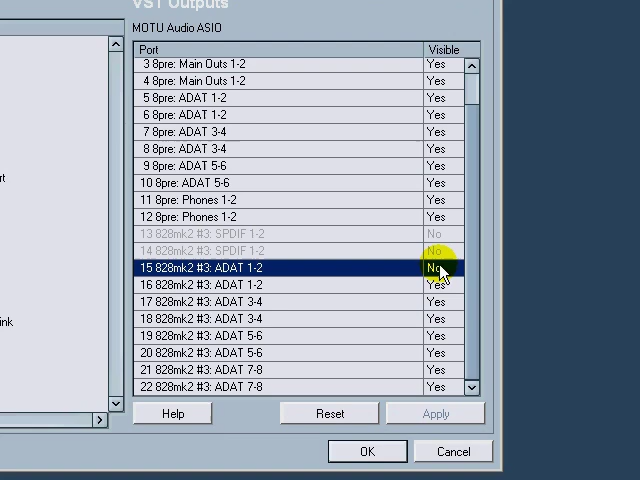 VST Outputs
MOTU Audio ASIO
Port Visible
3 8pre: Main Outs 1-2 Yes
4 8pre: Main Outs 1-2 Yes
5 8pre: ADAT 1-2 Yes
6 8pre: ADAT 1-2 Yes
7 8pre: ADAT 3-4 Yes
8 8pre: ADAT 3-4 Yes
9 8pre: ADAT 5-6 Yes
10 8pre: ADAT 5-6 Yes
11 8pre: Phones 1-2 Yes
12 8pre: Phones 1-2 Yes
13 828mk2 #3: SPDIF 1-2 No
14 828mk2 #3: SPDIF 1-2 No
15 828mk2 #3: ADAT 1-2 No
16 828mk2 #3: ADAT 1-2 Yes
17 828mk2 #3: ADAT 3-4 Yes
18 828mk2 #3: ADAT 3-4 Yes
19 828mk2 #3: ADAT 5-6 Yes
20 828mk2 #3: ADAT 5-6 Yes
21 828mk2 #3: ADAT 7-8 Yes
22 828mk2 #3: ADAT 7-8 Yes
Help Reset Apply
OK Cancel